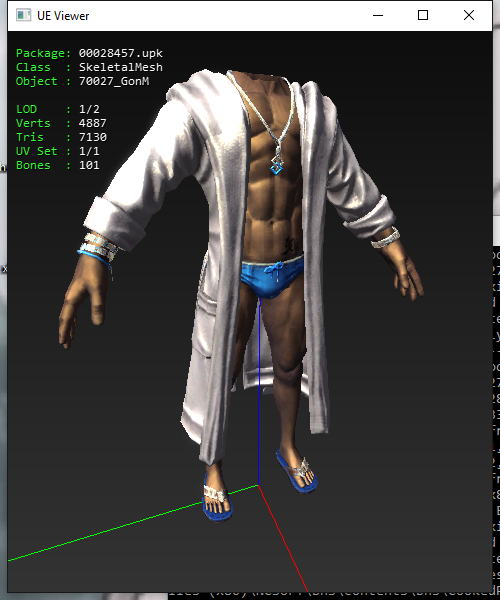 UE Viewer
Package: 00028457.upk
Class  : SkeletalMesh
Object : 70027_GonM
LOD    : 1/2
Verts  : 4887
Tris   : 7130
UV Set : 1/1
Bones  : 101